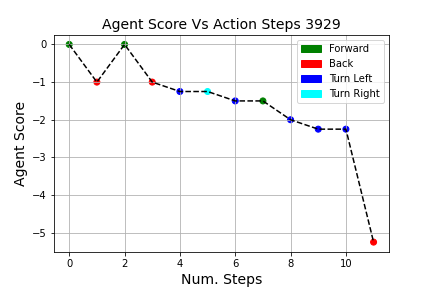 Agent Score Vs Action Steps 3929
Agent Score
0
−1
−2
−3
−4
−5
Forward
Back
Turn Left
Turn Right
0 2 4 6 8 10
Num. Steps